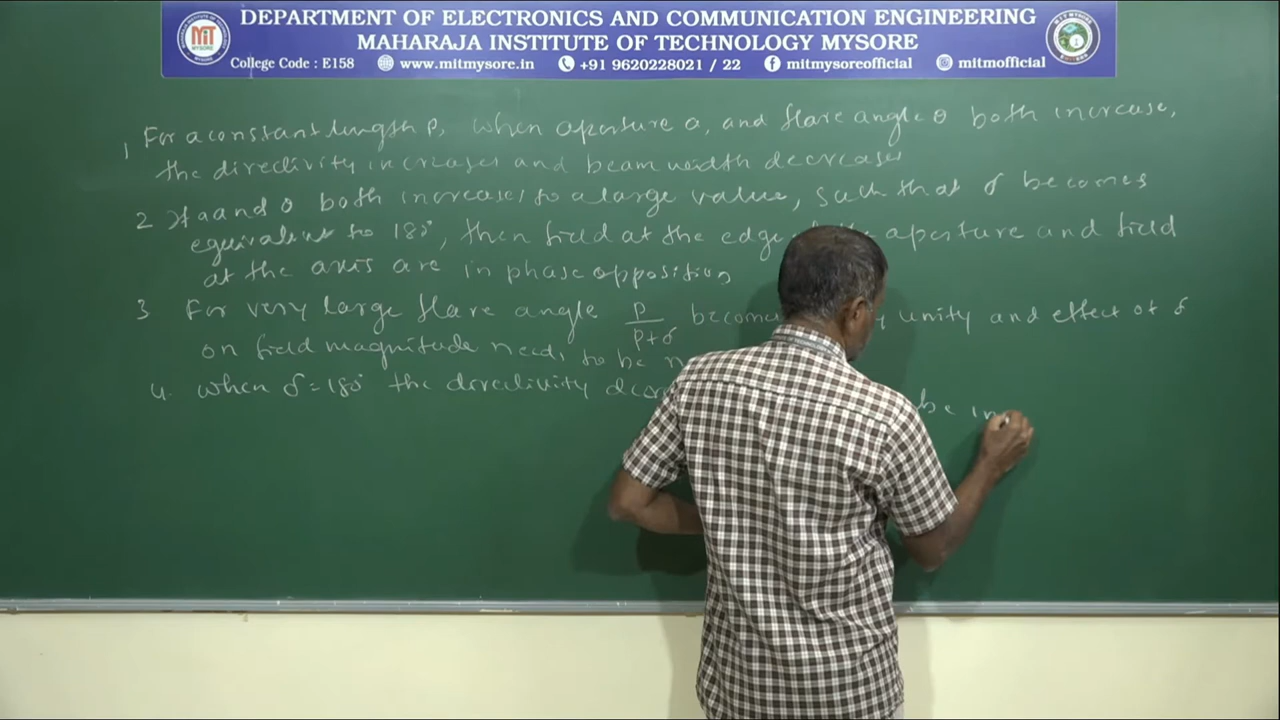 DEPARTMENT OF ELECTRONICS AND COMMUNICATION ENGINEERING
MAHARAJA INSTITUTE OF TECHNOLOGY MYSORE
College Code : E158 www.mitmysore.in +91 9620228021 / 22 mitmysoreofficial mitmofficial
MIT
MYSORE
1 For a constant length P, when aperture a, and flare angle θ both increase,
the directivity increases and beam width decreases
2 If a and θ both increases to a large value, such that δ becomes
equivalent to 180°, then field at the edge aperture and field
at the axis are in phase opposition
3 For very large flare angle P/P+δ unity and effect of δ
on field magnitude needs to be
4. when δ=180° the directivity be in